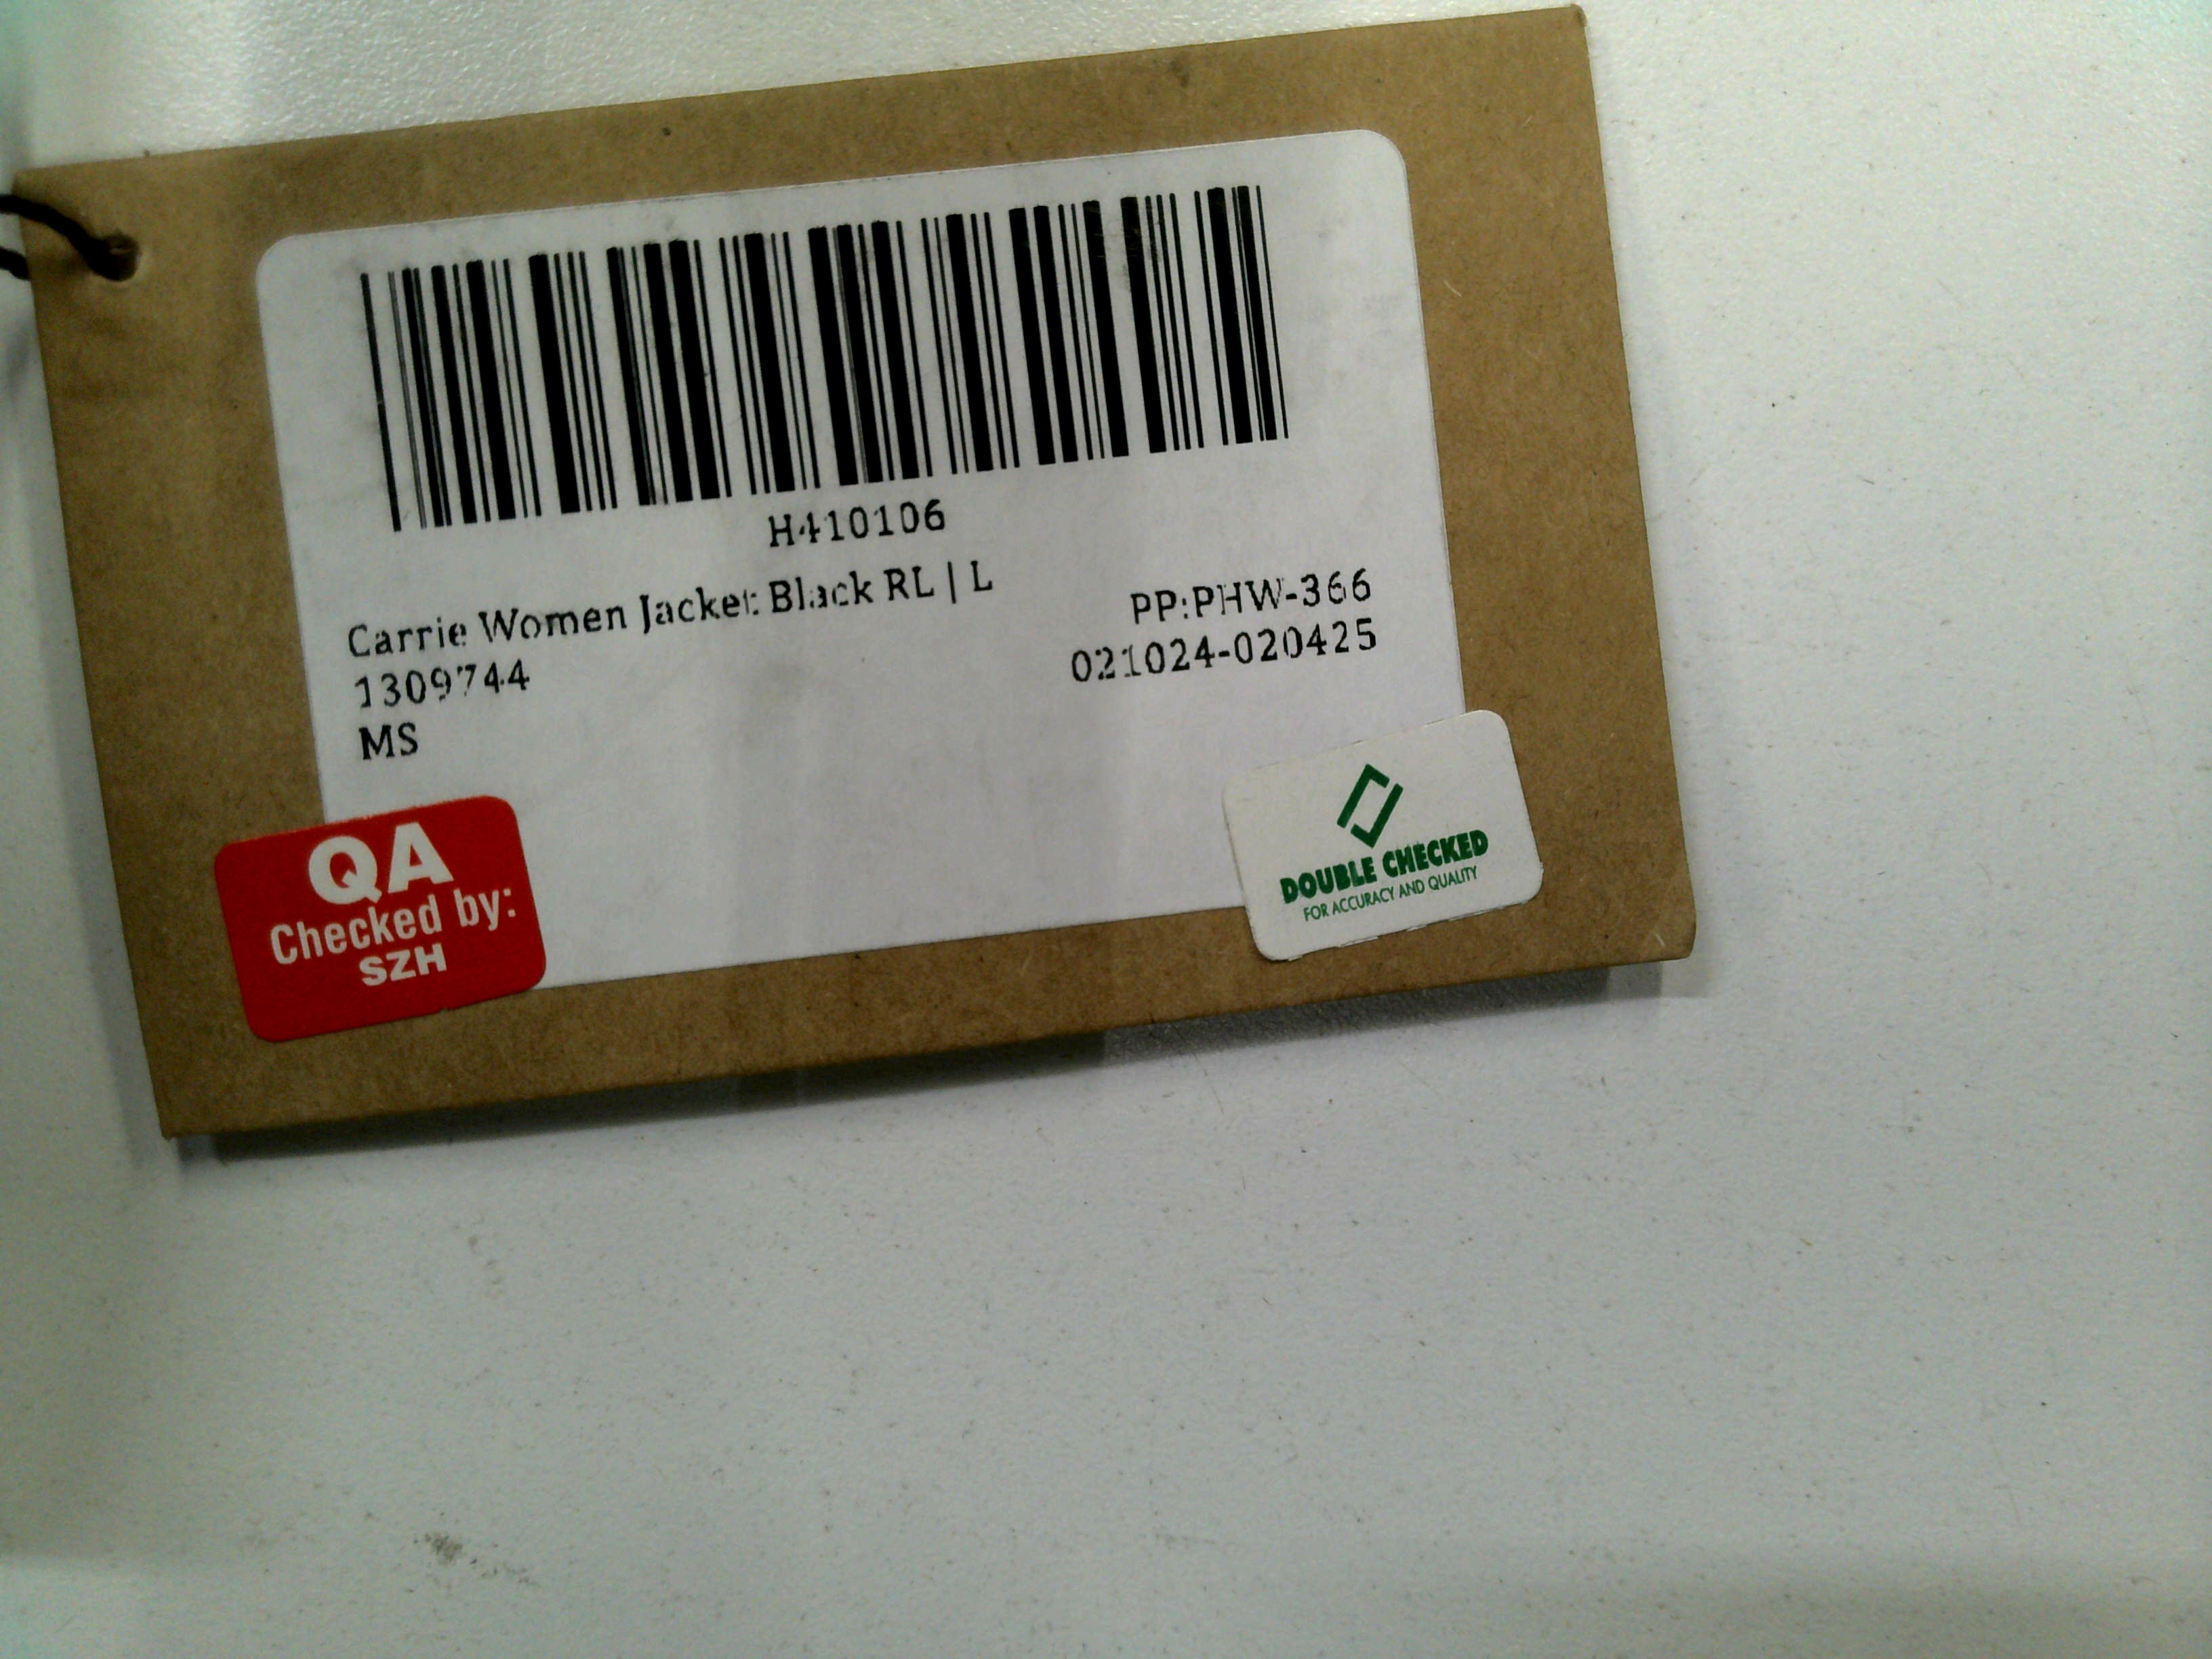 H410106
Carrie Women Jacket Black RL | L
PP:PHW-366
1309744
021024-020425
MS
QA
Checked by:
SZH
DOUBLE CHECKED
FOR ACCURACY AND QUALITY